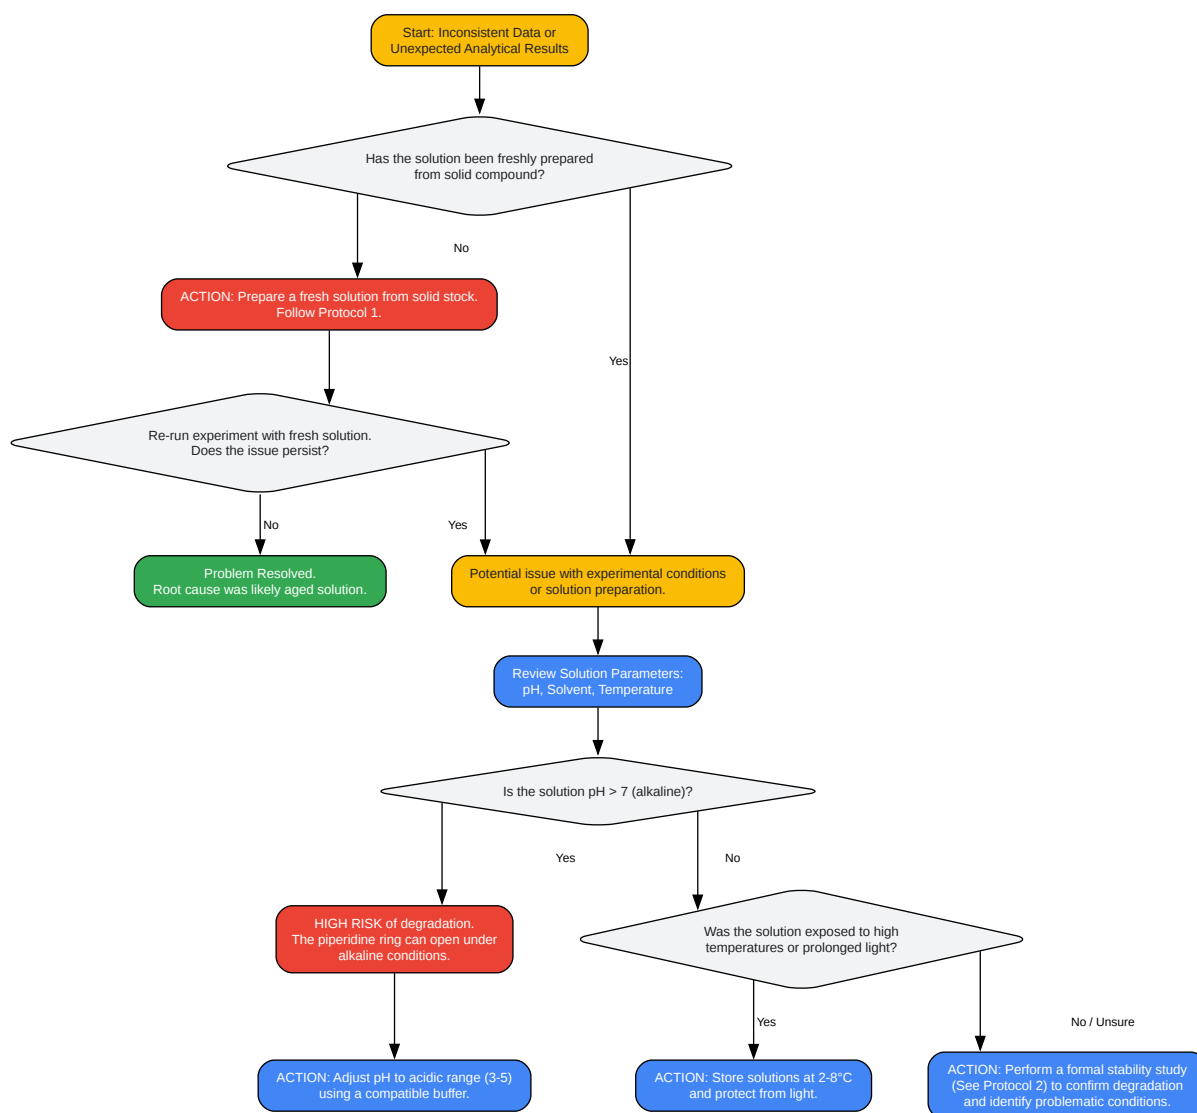 Start: Inconsistent Data or
Unexpected Analytical Results
Has the solution been freshly prepared
from solid compound?
No
ACTION: Prepare a fresh solution from solid stock.
Follow Protocol 1.
Yes
Re-run experiment with fresh solution.
Does the issue persist?
No
Yes
Problem Resolved.
Root cause was likely aged solution.
Potential issue with experimental conditions
or solution preparation.
Review Solution Parameters:
pH, Solvent, Temperature
Is the solution pH > 7 (alkaline)?
Yes
No
HIGH RISK of degradation.
The piperidine ring can open under
alkaline conditions.
Was the solution exposed to high
temperatures or prolonged light?
Yes
No / Unsure
ACTION: Adjust pH to acidic range (3-5)
using a compatible buffer.
ACTION: Store solutions at 2-8°C
and protect from light.
ACTION: Perform a formal stability study
(See Protocol 2) to confirm degradation
and identify problematic conditions.